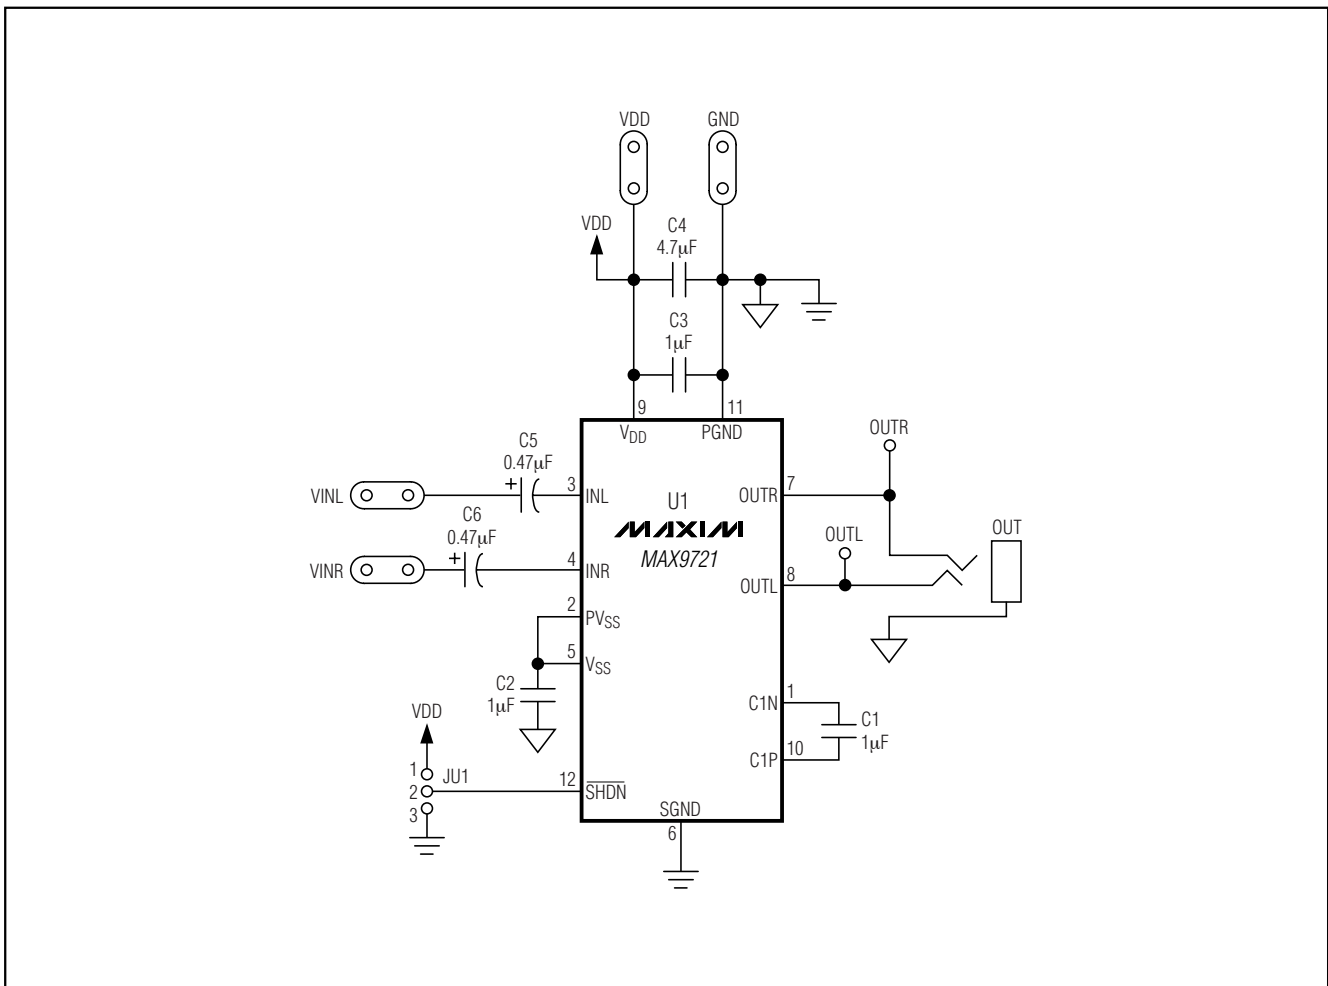 VDD
GND
VDD
C4
4.7µF
C3
1µF
9
11
VDD
PGND
OUTR
C5
0.47µF
+
VINL
3
INL
U1
MAXIM
MAX9721
OUTR
7
OUT
C6
0.47µF
+
VINR
4
INR
OUTL
OUTL
8
2
PVSS
5
VSS
C2
1µF
C1N
1
C1
1µF
C1P
10
VDD
1
JU1
2
3
12
SHDN
SGND
6